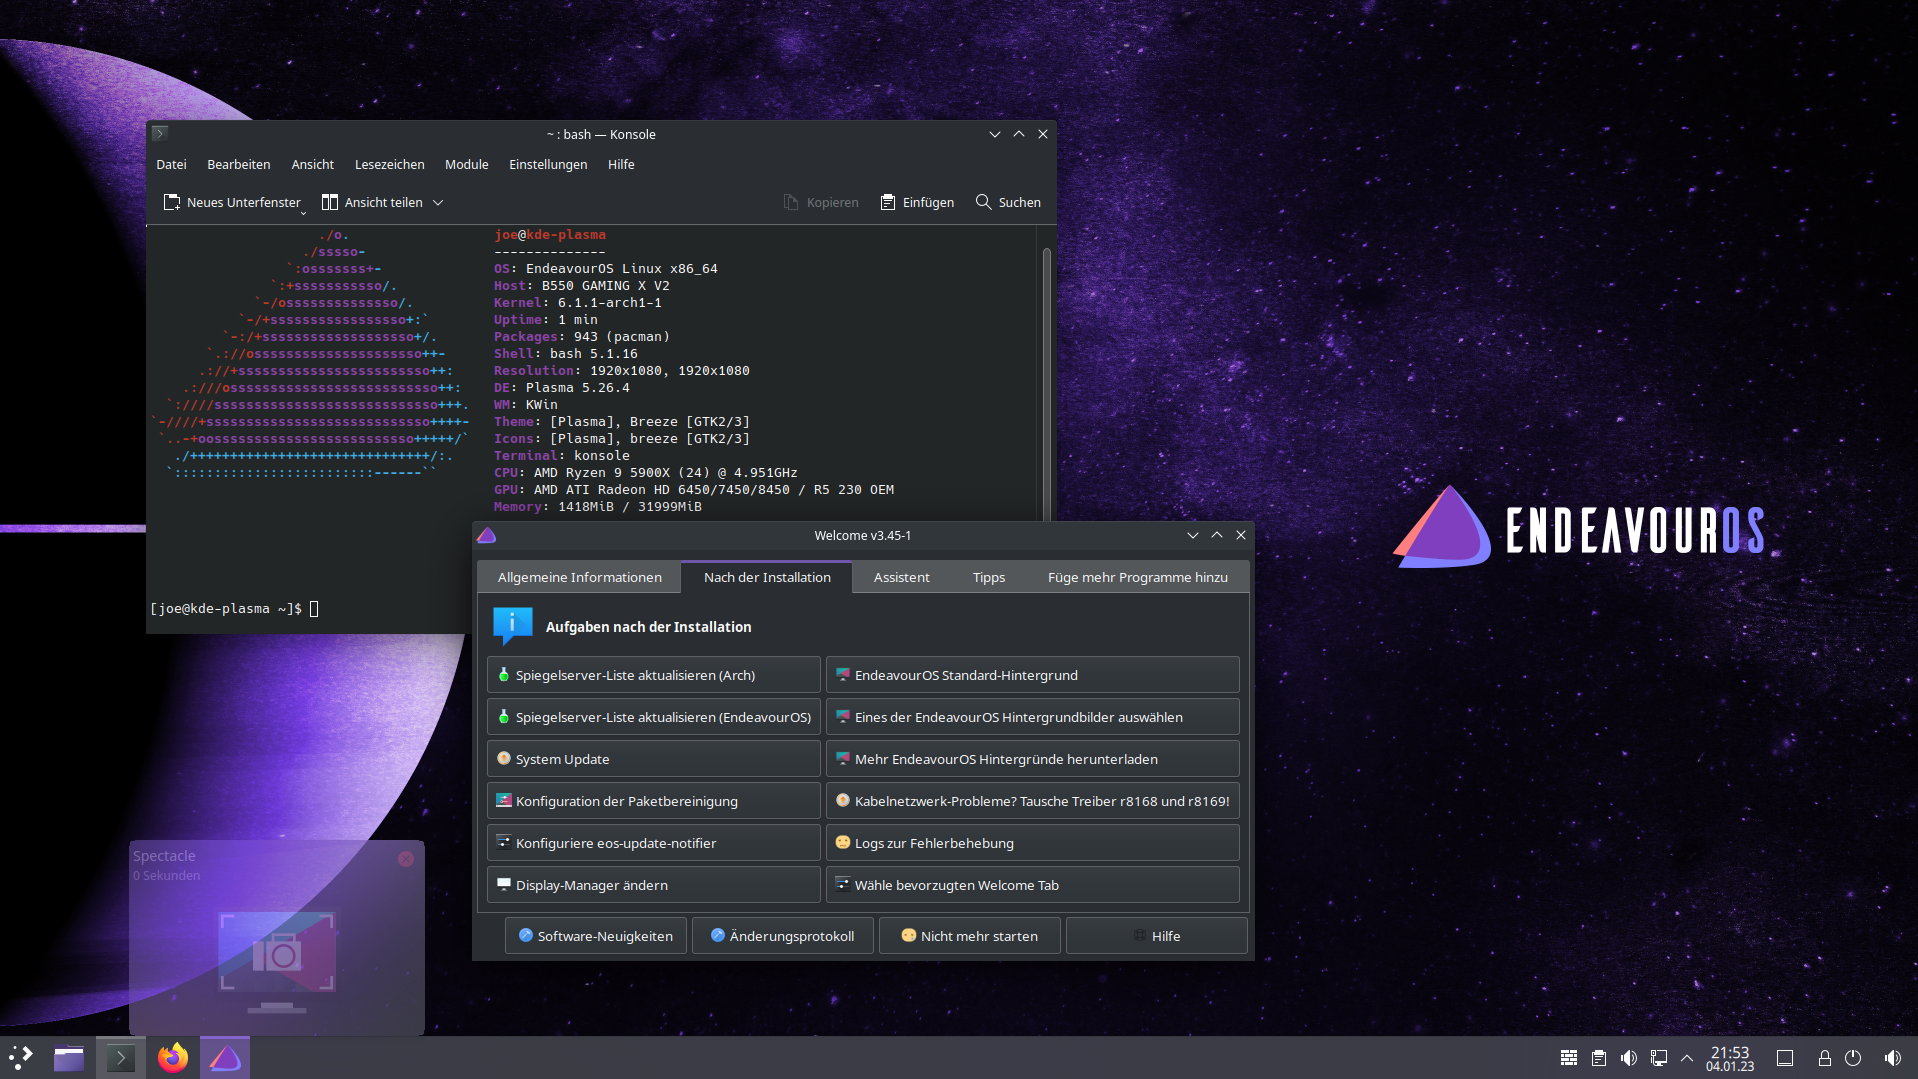 ~ : bash — Konsole
Datei Bearbeiten Ansicht Lesezeichen Module Einstellungen Hilfe
Neues Unterfenster Ansicht teilen Kopieren Einfügen Suchen
joe@kde-plasma
--------------
OS: EndeavourOS Linux x86_64
Host: B550 GAMING X V2
Kernel: 6.1.1-arch1-1
Uptime: 1 min
Packages: 943 (pacman)
Shell: bash 5.1.16
Resolution: 1920x1080, 1920x1080
DE: Plasma 5.26.4
WM: KWin
Theme: [Plasma], Breeze [GTK2/3]
Icons: [Plasma], breeze [GTK2/3]
Terminal: konsole
CPU: AMD Ryzen 9 5900X (24) @ 4.951GHz
GPU: AMD ATI Radeon HD 6450/7450/8450 / R5 230 OEM
Memory: 1418MiB / 31999MiB
[joe@kde-plasma ~]$
Welcome v3.45-1
Allgemeine Informationen Nach der Installation Assistent Tipps Füge mehr Programme hinzu
Aufgaben nach der Installation
Spiegelserver-Liste aktualisieren (Arch) EndeavourOS Standard-Hintergrund
Spiegelserver-Liste aktualisieren (EndeavourOS) Eines der EndeavourOS Hintergrundbilder auswählen
System Update Mehr EndeavourOS Hintergründe herunterladen
Konfiguration der Paketbereinigung Kabelnetzwerk-Probleme? Tausche Treiber r8168 und r8169!
Konfiguriere eos-update-notifier Logs zur Fehlerbehebung
Display-Manager ändern Wähle bevorzugten Welcome Tab
Software-Neuigkeiten Änderungsprotokoll Nicht mehr starten Hilfe
ENDEAVOUROS
Spectacle
0 Sekunden
21:53
04.01.23